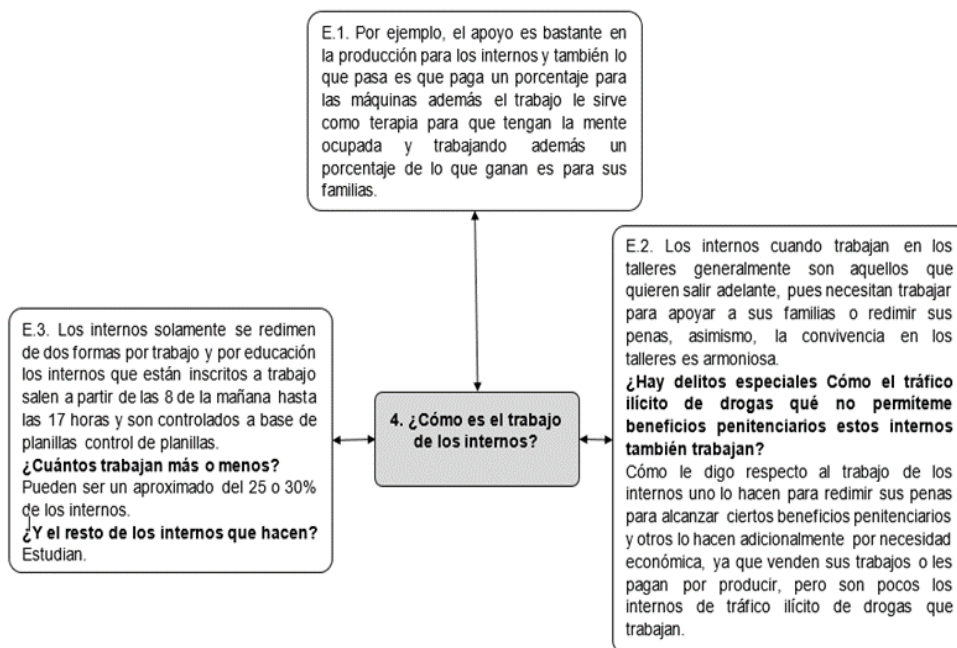 E.1. Por ejemplo, el apoyo es bastante en
la producción para los internos y también lo
que pasa es que paga un porcentaje para
las máquinas además el trabajo le sirve
como terapia para que tengan la mente
ocupada y trabajando además un
porcentaje de lo que ganan es para sus
familias.
E.2. Los internos cuando trabajan en los
talleres generalmente son aquellos que
quieren salir adelante, pues necesitan trabajar
para apoyar a sus familias o redimir sus
penas, asimismo, la convivencia en los
talleres es armoniosa.
¿Hay delitos especiales Cómo el tráfico
ilícito de drogas qué no permíteme
beneficios penitenciarios estos internos
también trabajan?
Cómo le digo respecto al trabajo de los
internos uno lo hacen para redimir sus penas
para alcanzar ciertos beneficios penitenciarios
y otros lo hacen adicionalmente por necesidad
económica, ya que venden sus trabajos o les
pagan por producir, pero son pocos los
internos de tráfico ilícito de drogas que
trabajan.
E.3. Los internos solamente se redimen
de dos formas por trabajo y por educación
los internos que están inscritos a trabajo
salen a partir de las 8 de la mañana hasta
las 17 horas y son controlados a base de
planillas control de planillas.
¿Cuántos trabajan más o menos?
Pueden ser un aproximado del 25 o 30%
de los internos.
¿Y el resto de los internos que hacen?
Estudian.
4. ¿Cómo es el trabajo
de los internos?